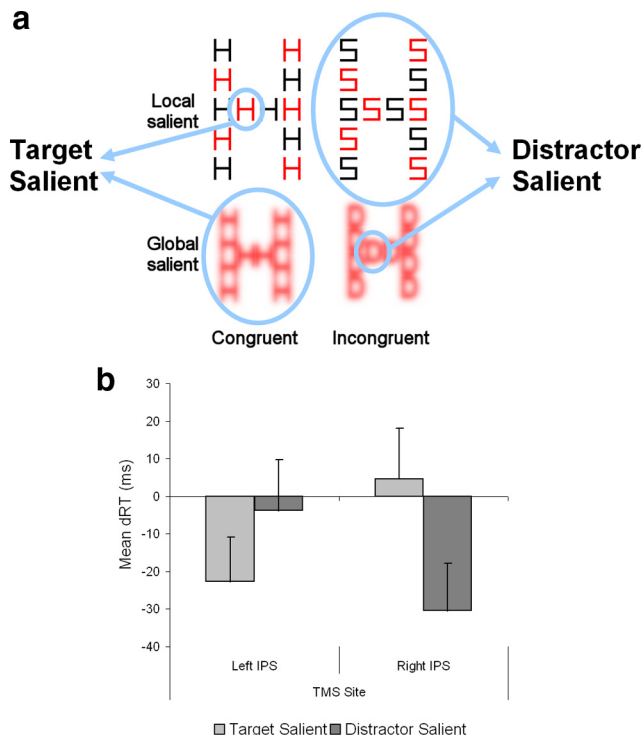 a
Local
salient
Target
Salient
Distractor
Salient
Global
salient
Congruent
Incongruent
b
Mean dRT (ms)
30
20
10
0
-10
-20
-30
-40
Left IPS
Right IPS
TMS Site
Target Salient
Distractor Salient